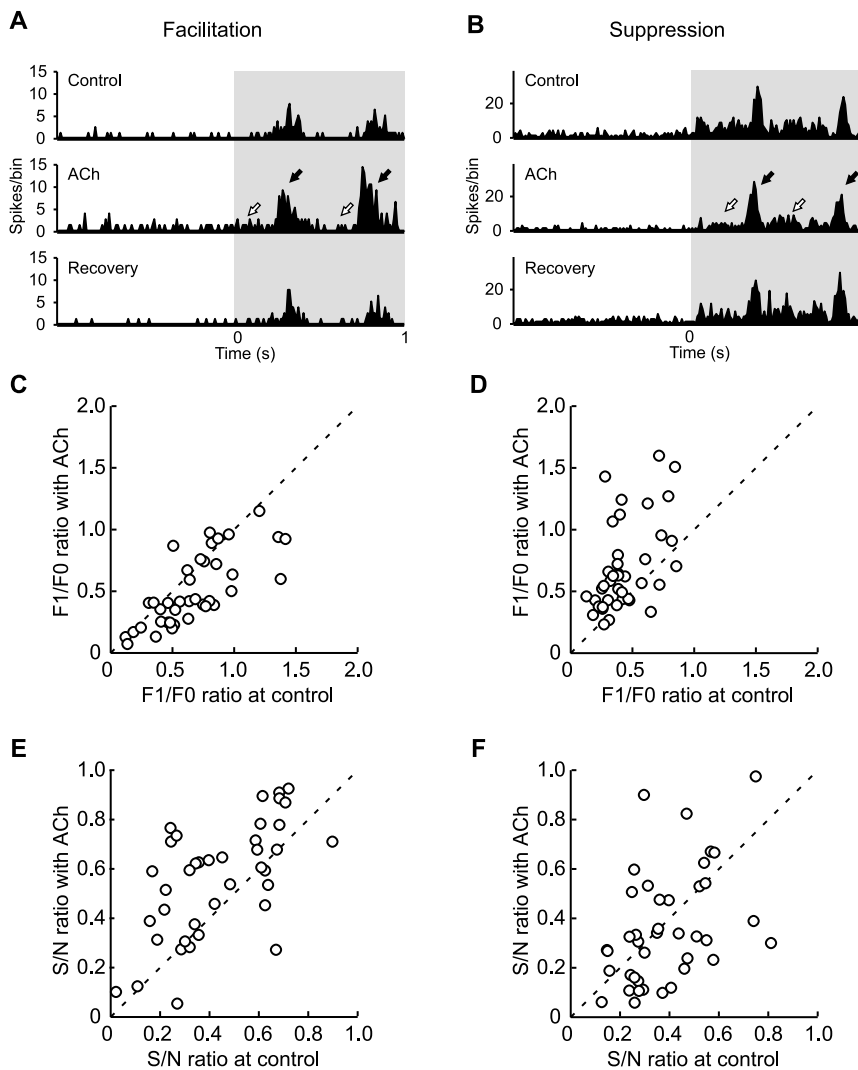 A
Facilitation
15
10
5
0
Control
15
10
5
0
ACh
15
10
5
0
Recovery
Spikes/bin
0
1
Time (s)
B
Suppression
20
0
Control
20
0
ACh
20
0
Recovery
Spikes/bin
0
Time (s)
C
2.0
1.5
1.0
0.5
0
F1/F0 ratio with ACh
0 0.5 1.0 1.5 2.0
F1/F0 ratio at control
D
2.0
1.5
1.0
0.5
0
F1/F0 ratio with ACh
0 0.5 1.0 1.5 2.0
F1/F0 ratio at control
E
1.0
0.8
0.6
0.4
0.2
0
S/N ratio with ACh
0 0.2 0.4 0.6 0.8 1.0
S/N ratio at control
F
1.0
0.8
0.6
0.4
0.2
0
S/N ratio with ACh
0 0.2 0.4 0.6 0.8 1.0
S/N ratio at control